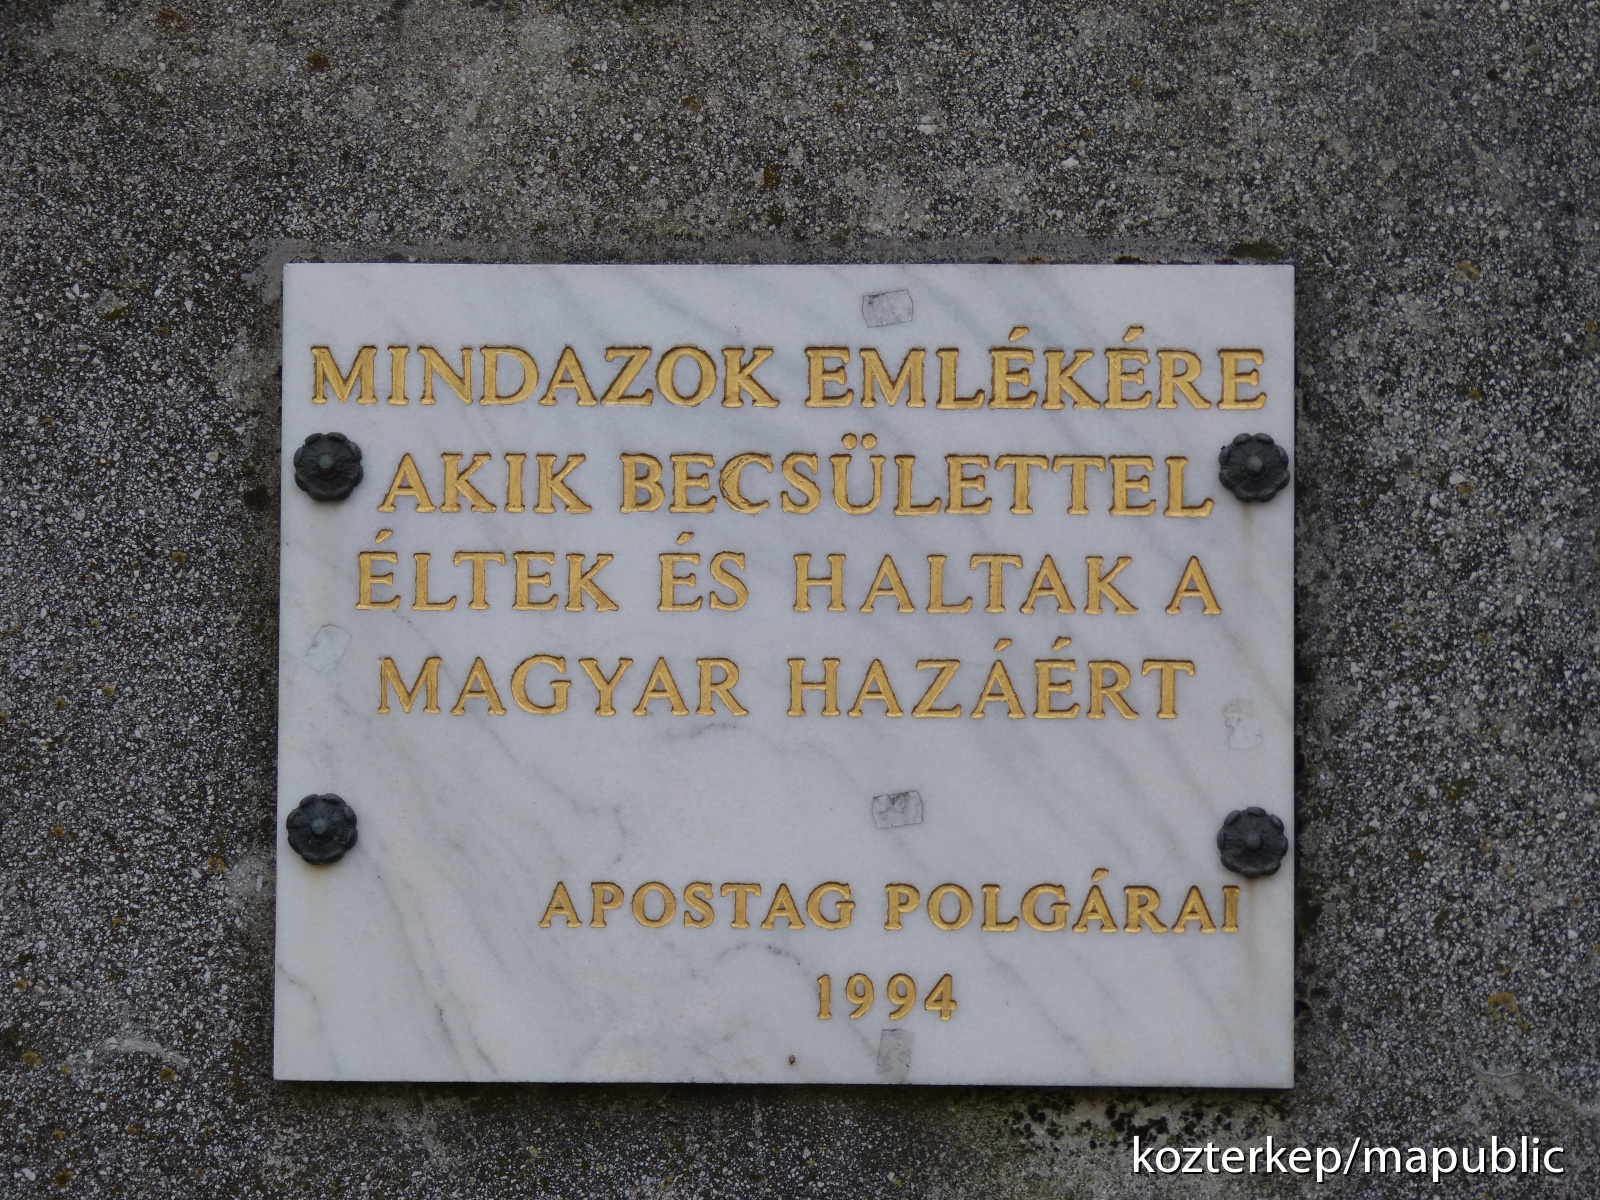 MINDAZOK EMLÉKÉRE
AKIK BECSÜLETTEL
ÉLTEK ÉS HALTAK A
MAGYAR HAZÁÉRT
APOSTAG POLGÁRAI
1994
kozterkep/mapublic